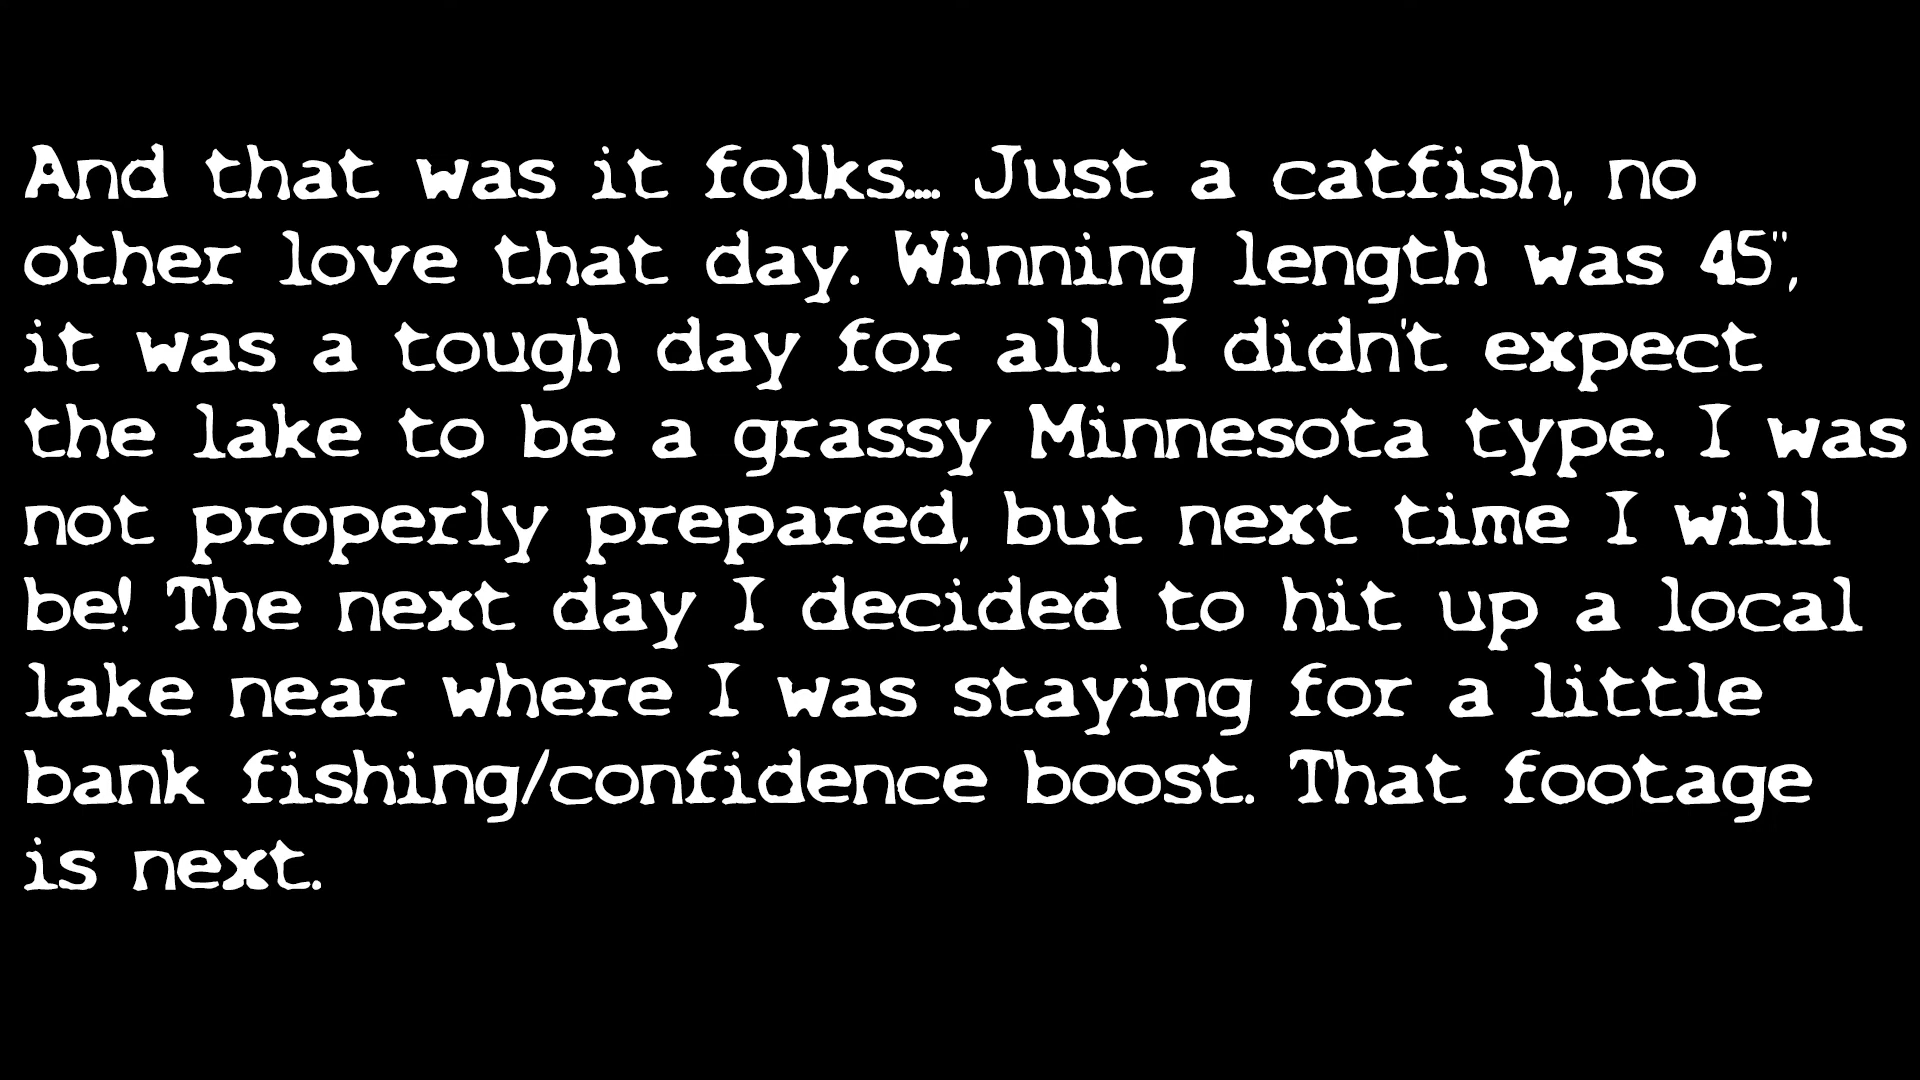 And that was it folks.... Just a catfish, no
other love that day. Winning length was 45",
it was a tough day for all. I didn't expect
the lake to be a grassy Minnesota type. I was
not properly prepared, but next time I will
be! The next day I decided to hit up a local
lake near where I was staying for a little
bank fishing/confidence boost. That footage
is next.